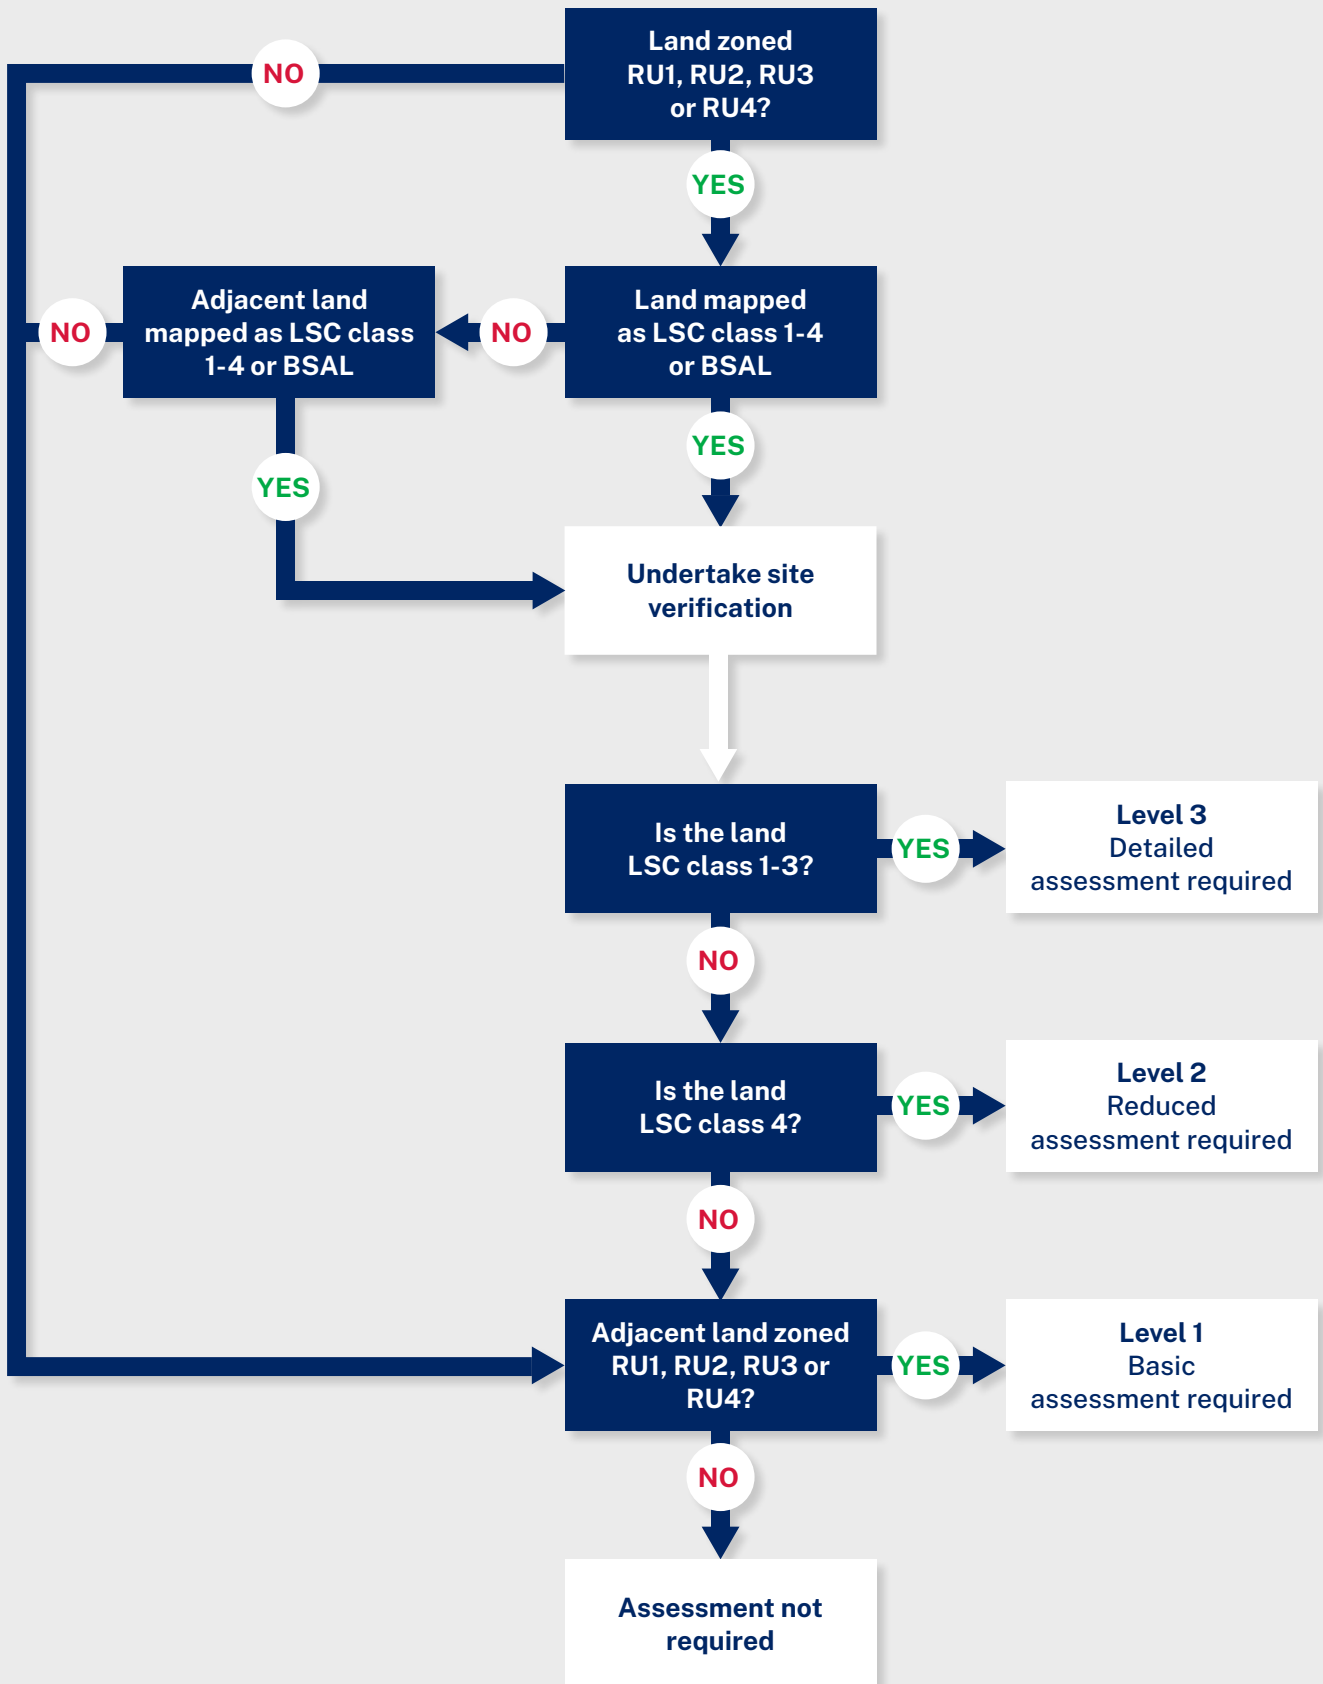 Land zoned
RU1, RU2, RU3
or RU4?
NO
YES
Adjacent land
mapped as LSC class
1-4 or BSAL
Land mapped
as LSC class 1-4
or BSAL
NO
NO
YES
YES
Undertake site
verification
Is the land
LSC class 1-3?
YES
Level 3
Detailed
assessment required
NO
Is the land
LSC class 4?
YES
Level 2
Reduced
assessment required
NO
Adjacent land zoned
RU1, RU2, RU3 or
RU4?
YES
Level 1
Basic
assessment required
NO
Assessment not
required